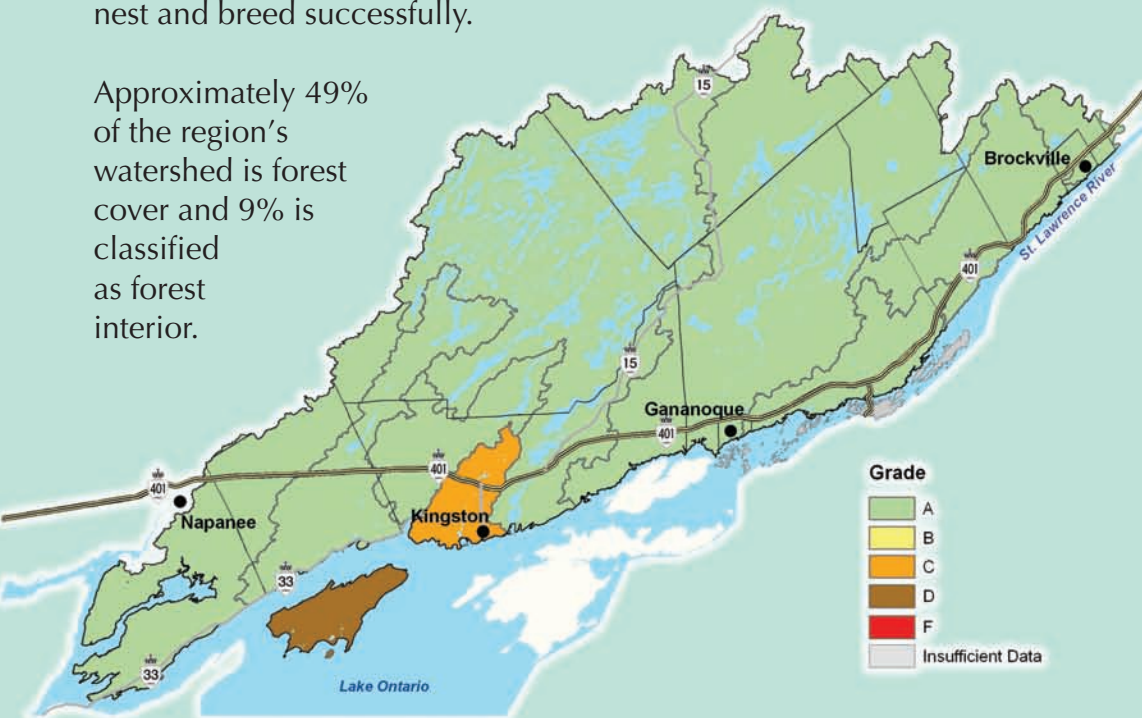 nest and breed successfully.
Approximately 49%
of the region's
watershed is forest
cover and 9% is
classified
as forest
interior.
15
Brockville
St. Lawrence River
401
15
Gananoque
401
401
401
Napanee
Kingston
33
33
Lake Ontario
Grade
A
B
C
D
F
Insufficient Data